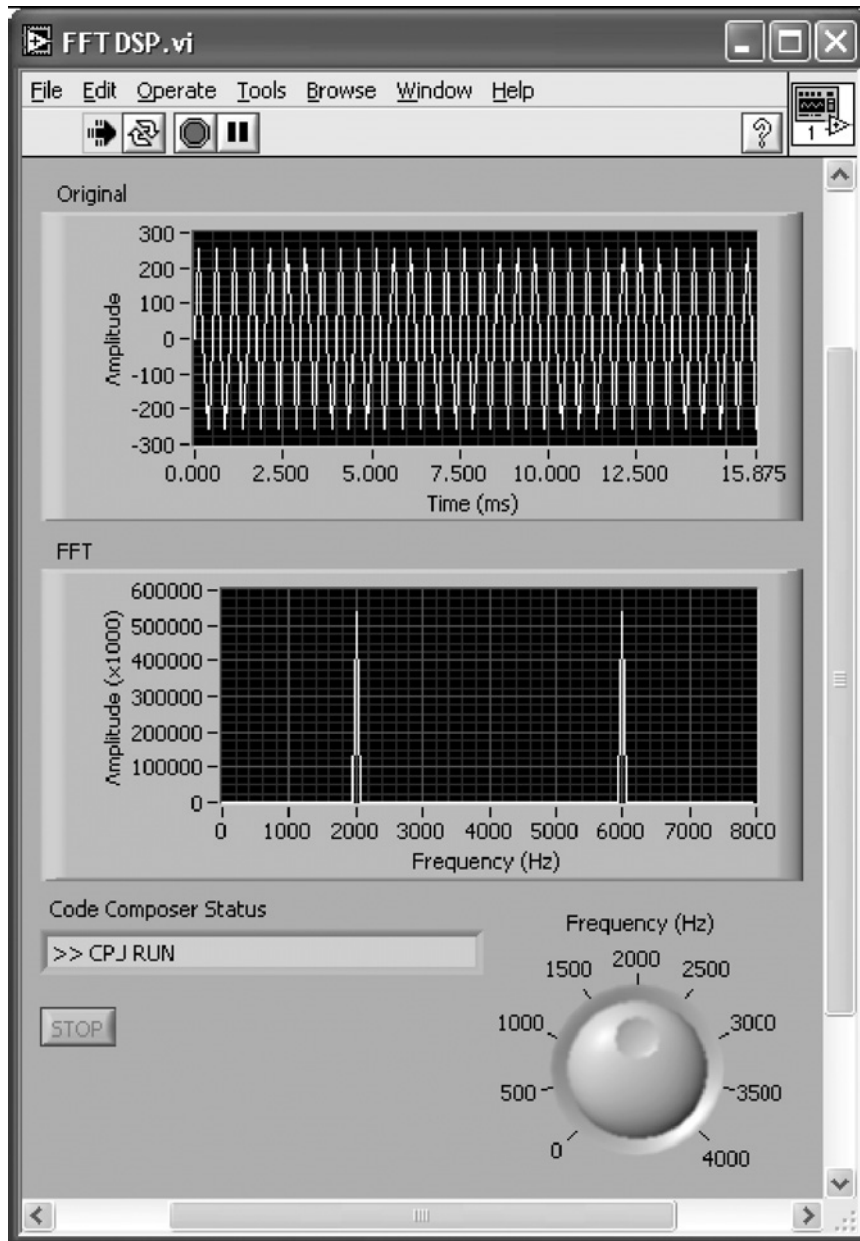 FFT DSP.vi
File Edit Operate Tools Browse Window Help
1
Original
300
200
100
0
-100
-200
-300
Amplitude
0.000 2.500 5.000 7.500 10.000 12.500 15.875
Time (ms)
FFT
600000
500000
400000
300000
200000
100000
0
Amplitude (x1000)
0 1000 2000 3000 4000 5000 6000 7000 8000
Frequency (Hz)
Code Composer Status
>> CPU RUN
STOP
Frequency (Hz)
0 500 1000 1500 2000 2500 3000 3500 4000